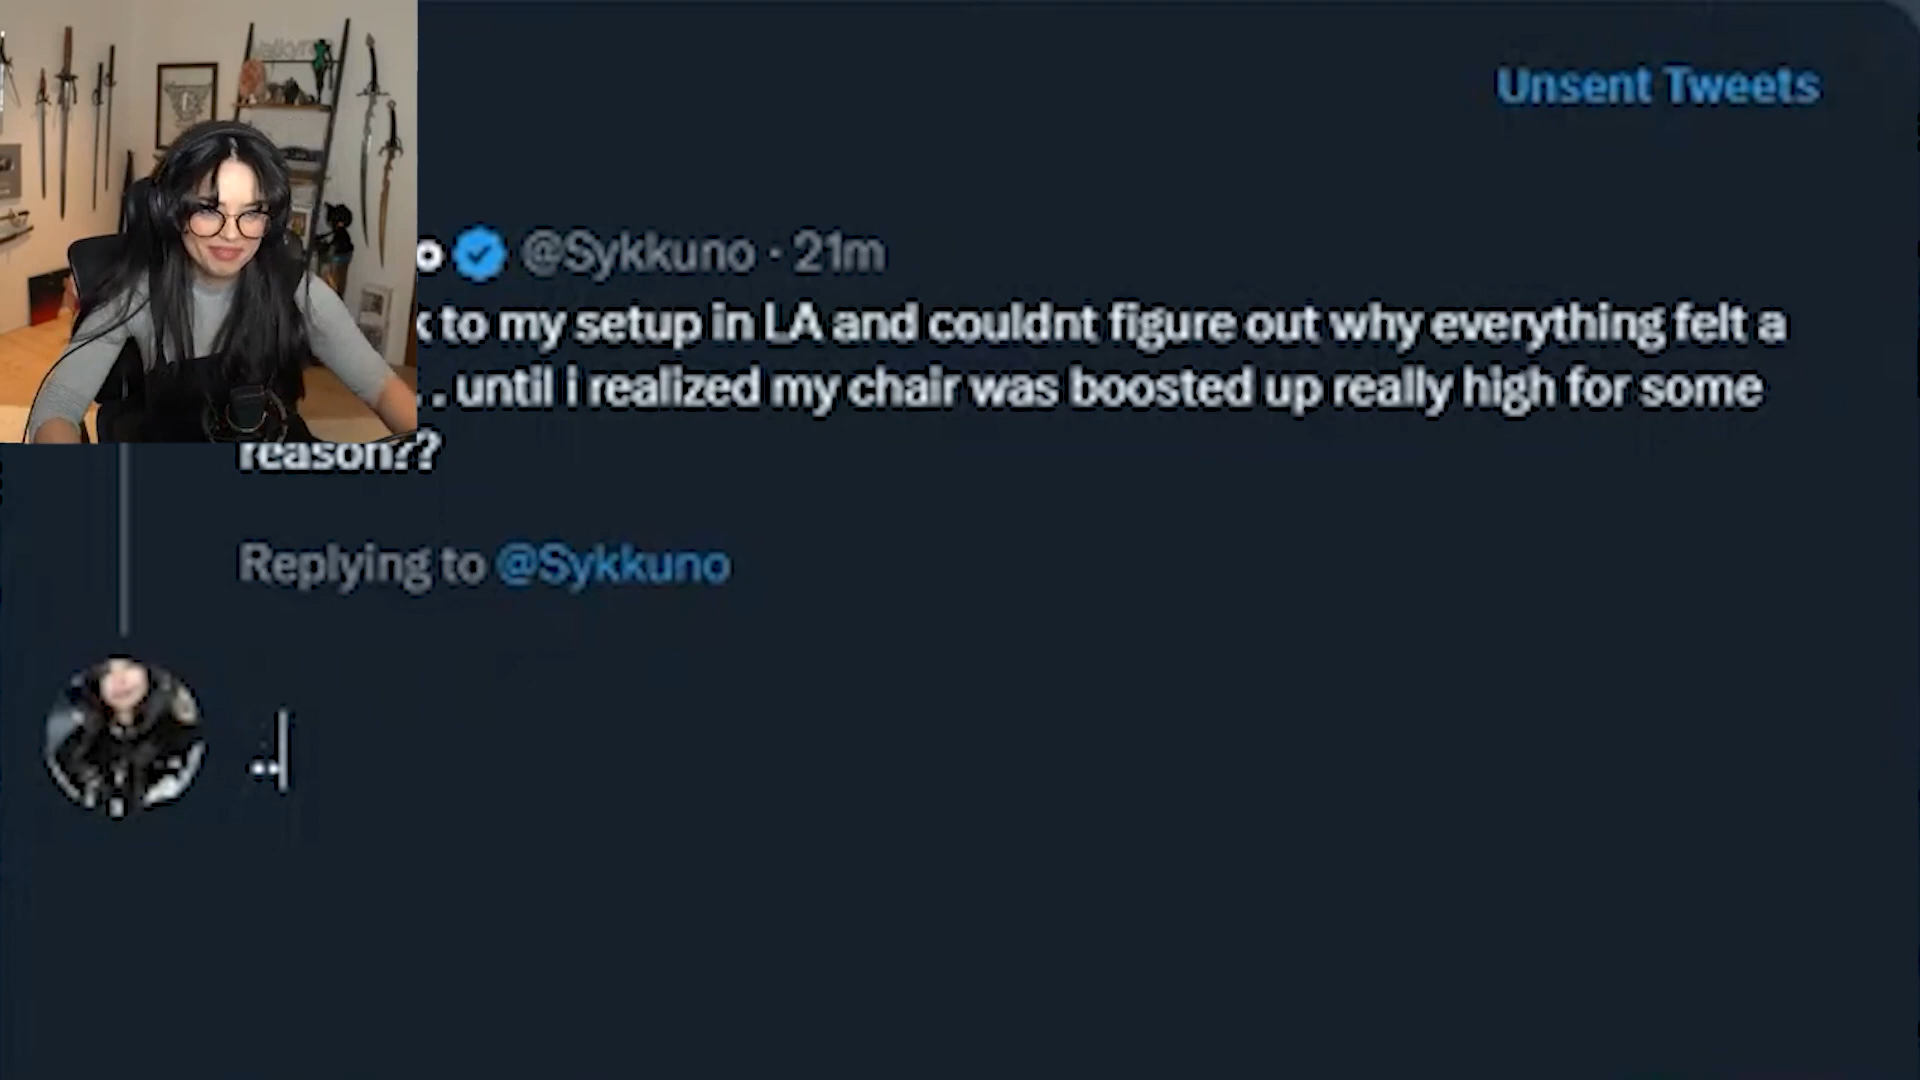 Valkyrae
Unsent Tweets
@Sykkuno · 21m
to my setup in LA and couldnt figure out why everything felt a
. until i realized my chair was boosted up really high for some
reason??
Replying to @Sykkuno
..